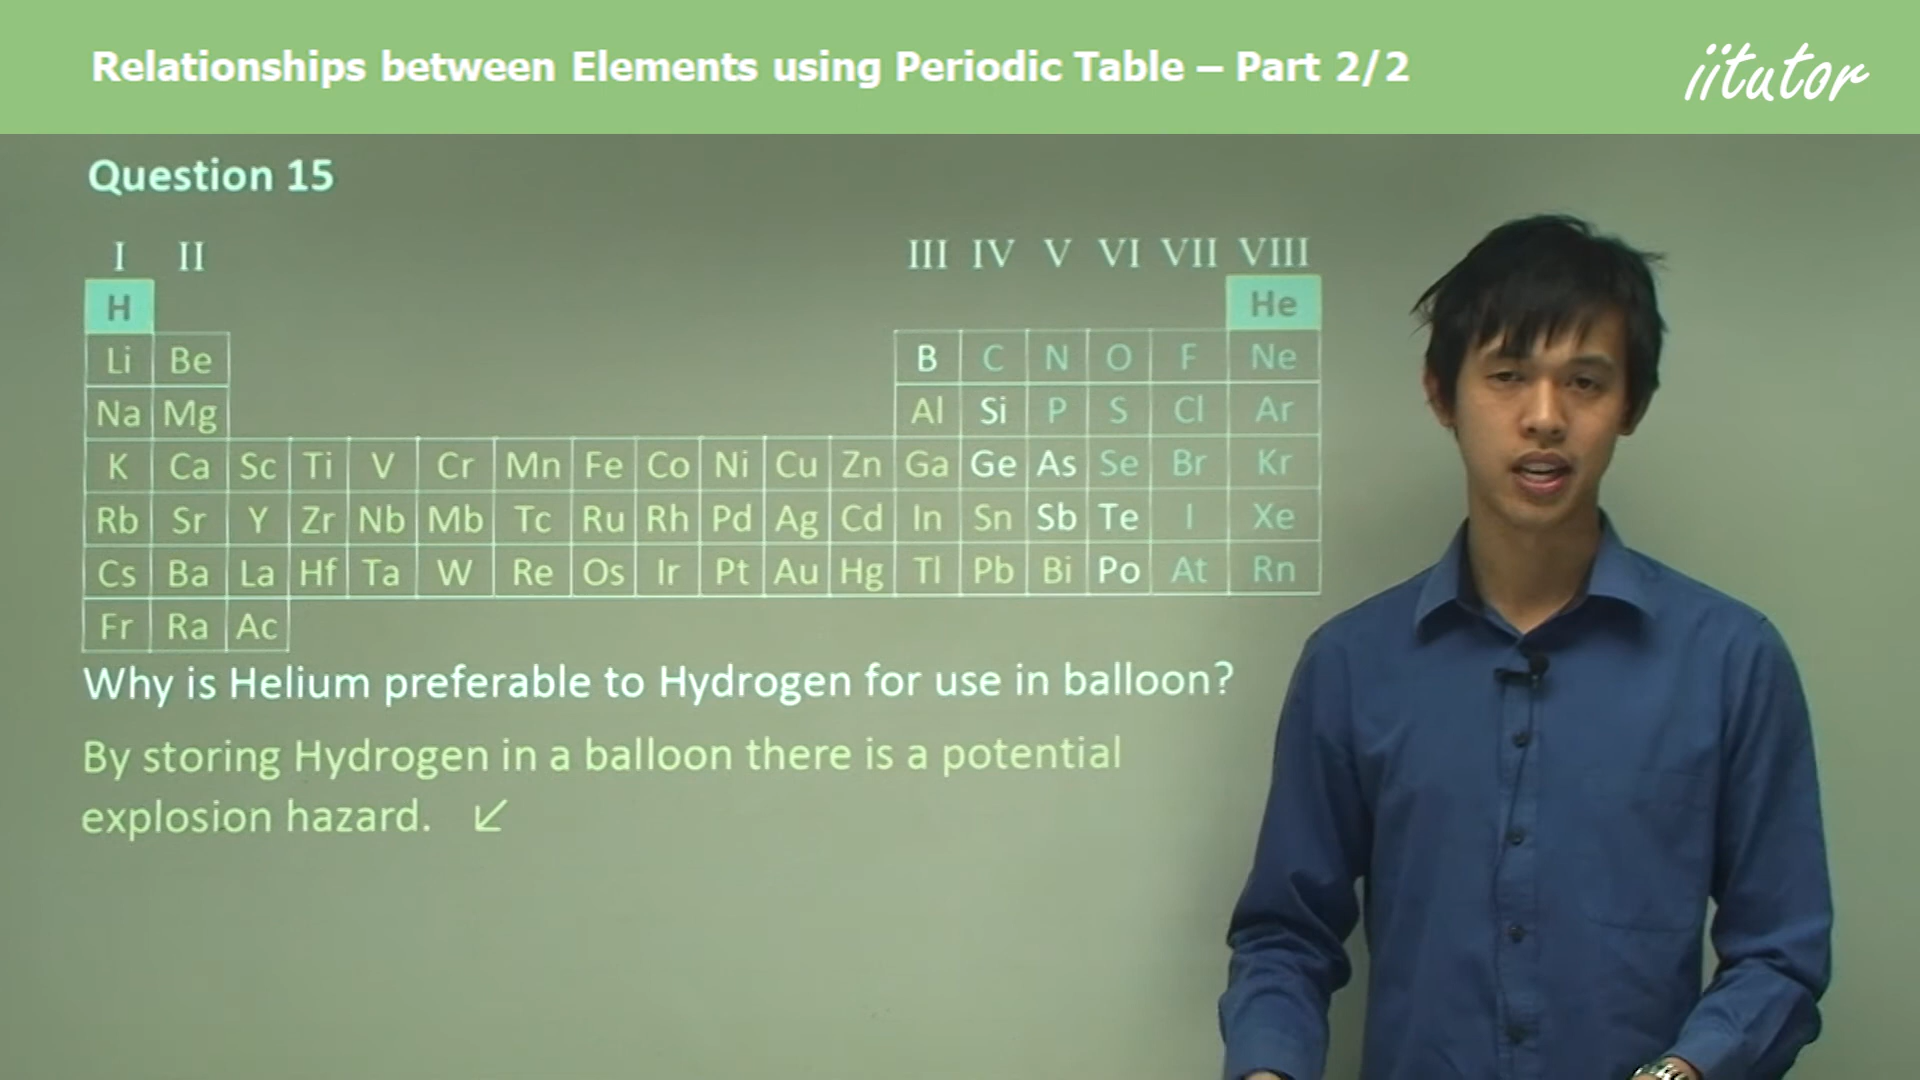 Relationships between Elements using Periodic Table – Part 2/2
iitutor
Question 15
I II III IV V VI VII VIII
H He
Li Be B C N O F Ne
Na Mg Al Si P S Cl Ar
K Ca Sc Ti V Cr Mn Fe Co Ni Cu Zn Ga Ge As Se Br Kr
Rb Sr Y Zr Nb Mb Tc Ru Rh Pd Ag Cd In Sn Sb Te I Xe
Cs Ba La Hf Ta W Re Os Ir Pt Au Hg Tl Pb Bi Po At Rn
Fr Ra Ac
Why is Helium preferable to Hydrogen for use in balloon?
By storing Hydrogen in a balloon there is a potential
explosion hazard. ↙